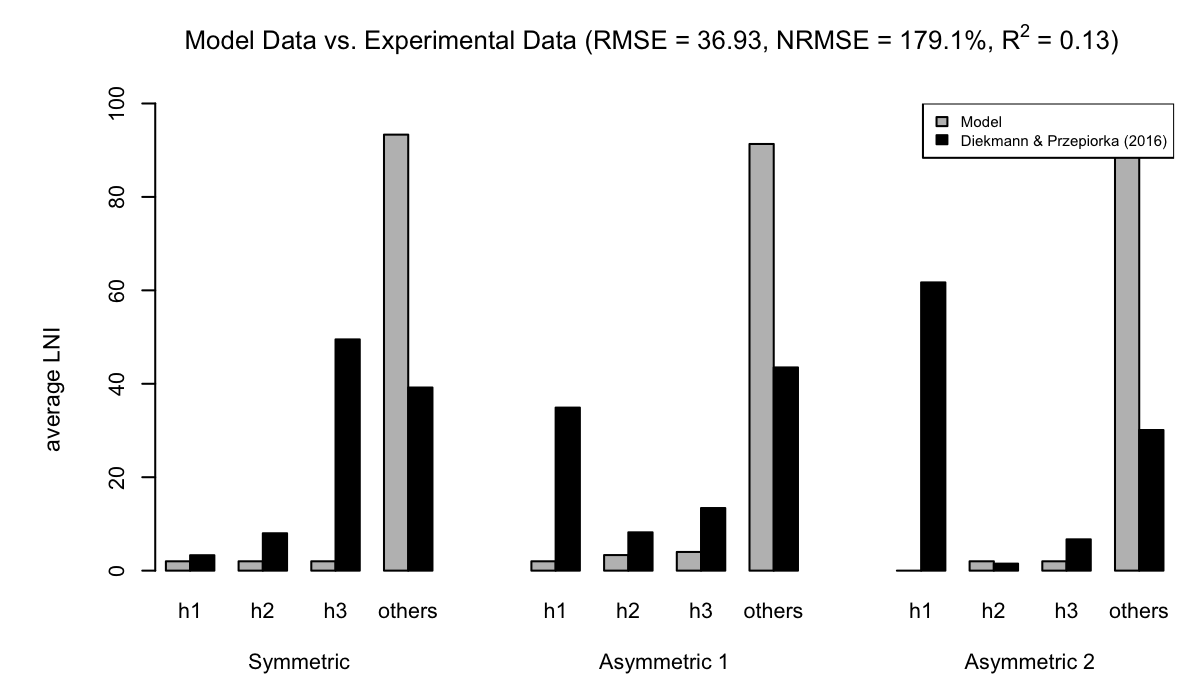 Model Data vs. Experimental Data (RMSE = 36.93, NRMSE = 179.1%, R² = 0.13)
Model
Diekmann & Przepiorka (2016)
average LNI
100
80
60
40
20
0
h1 h2 h3 others h1 h2 h3 others h1 h2 h3 others
Symmetric Asymmetric 1 Asymmetric 2